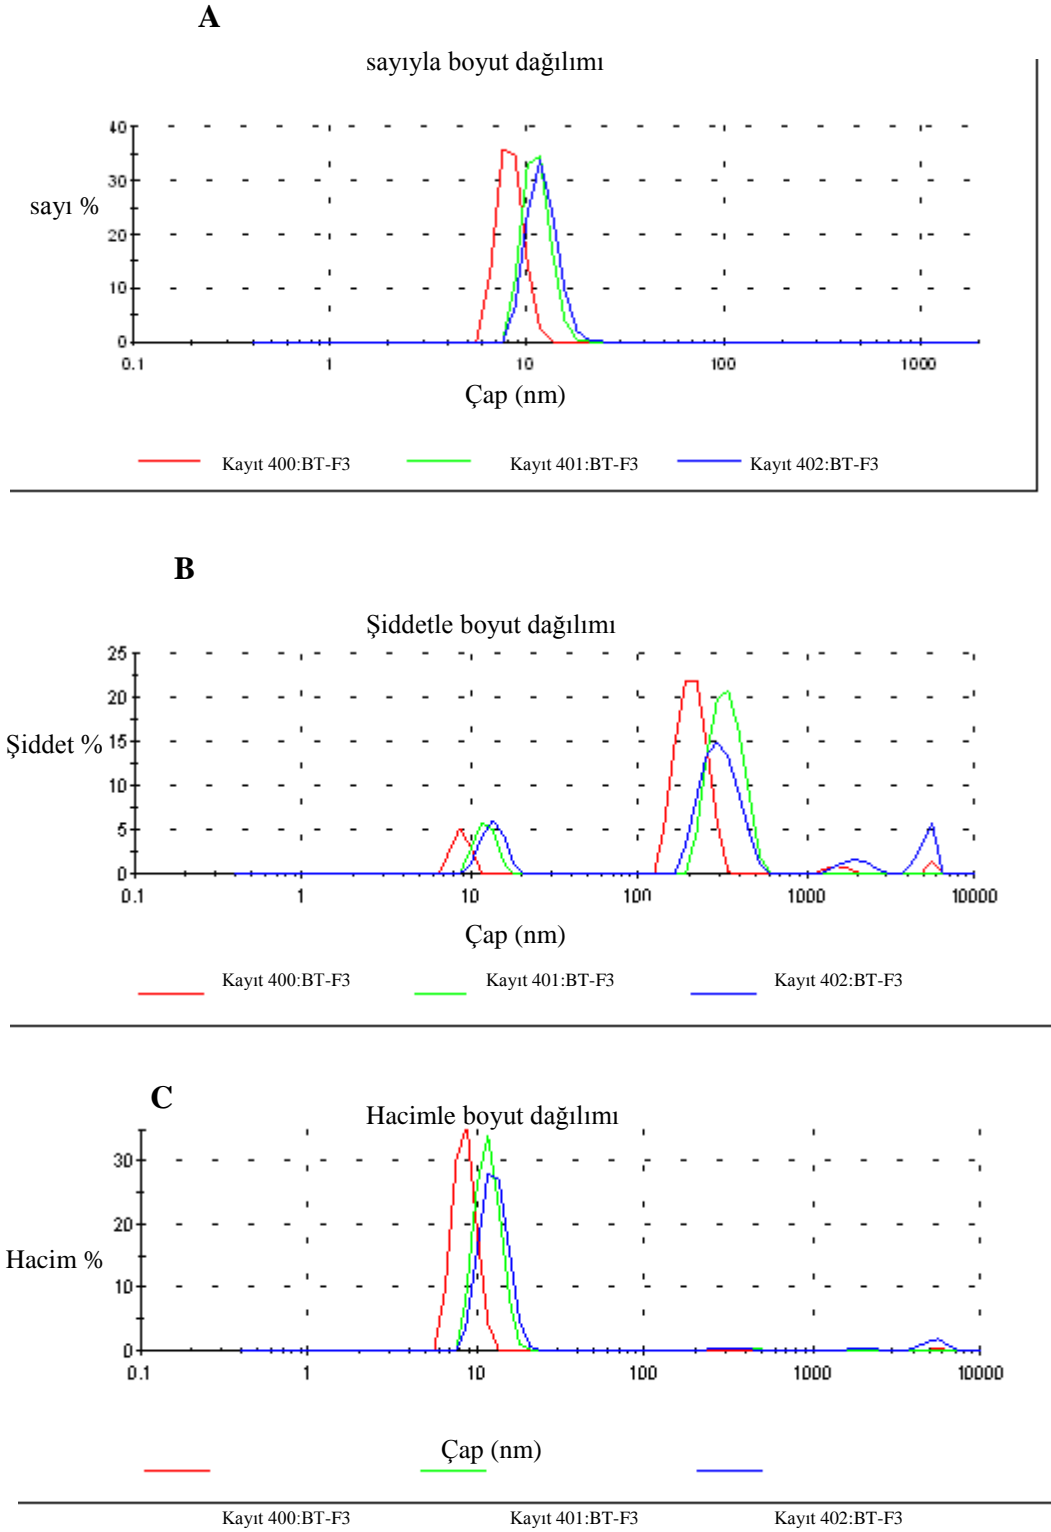 A
sayıyla boyut dağılımı
40
30
sayı %
20
10
0
0.1 1 10 100 1000
Çap (nm)
Kayıt 400:BT-F3 Kayıt 401:BT-F3 Kayıt 402:BT-F3
B
Şiddetle boyut dağılımı
25
20
Şiddet % 15
10
5
0
0.1 1 10 100 1000 10000
Çap (nm)
Kayıt 400:BT-F3 Kayıt 401:BT-F3 Kayıt 402:BT-F3
C
Hacimle boyut dağılımı
30
20
Hacim %
10
0
0.1 1 10 100 1000 10000
Çap (nm)
Kayıt 400:BT-F3 Kayıt 401:BT-F3 Kayıt 402:BT-F3